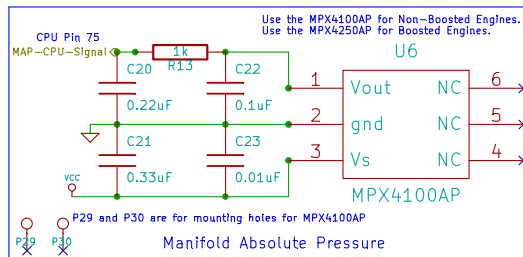 Use the MPX4100AP for Non-Boosted Engines.
Use the MPX4250AP for Boosted Engines.
CPU Pin 75
MAP-CPU-Signal
1k
R13
U6
C20
C22
0.22uF
0.1uF
1
Vout
NC
6
2
gnd
NC
5
3
Vs
NC
4
C21
C23
0.33uF
0.01uF
VCC
MPX4100AP
P29 and P30 are for mounting holes for MPX4100AP
P29
P30
Manifold Absolute Pressure